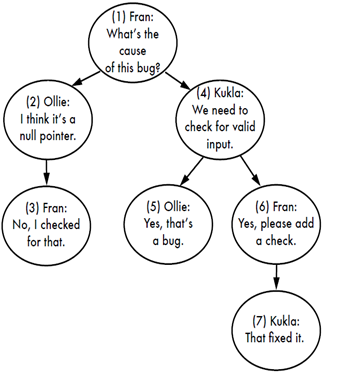 (1) Fran:
What's the
cause
of this bug?
(2) Ollie:
I think it's a
null pointer.
(4) Kukla:
We need to
check for valid
input.
(3) Fran:
No, I checked
for that.
(5) Ollie:
Yes, that's
a bug.
(6) Fran:
Yes, please add
a check.
(7) Kukla:
That fixed it.